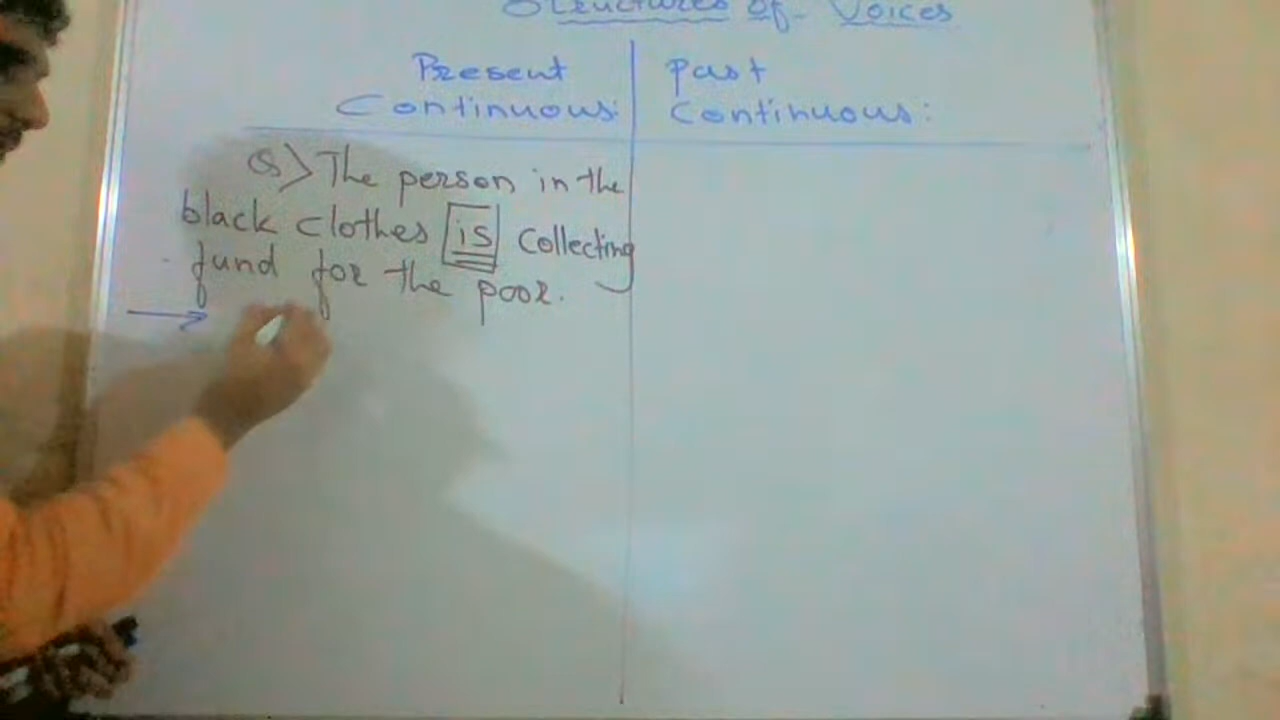 Structures of Voices
Present
Continuous:
Past
Continuous:
Q) The person in the
black clothes is collecting
fund for the poor.